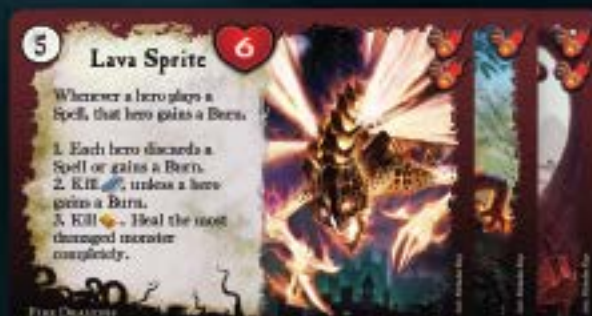 5
Lava Sprite
6
Whenever a hero plays a
Spell, that hero gains a Burn.
1. Each hero discards a
Spell or gains a Burn.
2. Kill , unless a hero
gains a Burn.
3. Kill . Heal the most
damaged monster
completely.